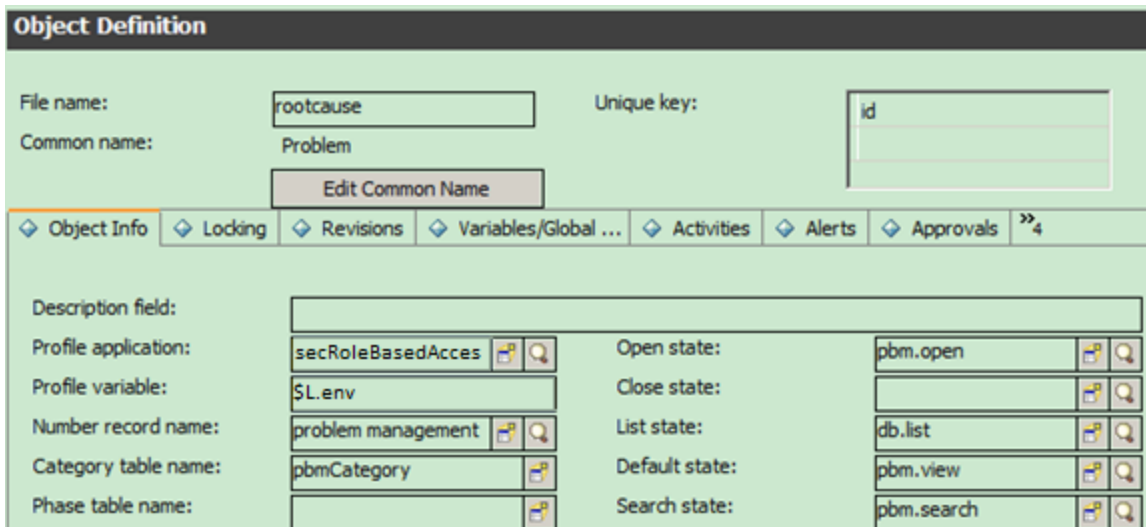 Object Definition
File name: rootcause Unique key: id
Common name: Problem
Edit Common Name
Object Info Locking Revisions Variables/Global ... Activities Alerts Approvals »4
Description field:
Profile application: secRoleBasedAcces Open state: pbm.open
Profile variable: $L.env Close state:
Number record name: problem management List state: db.list
Category table name: pbmCategory Default state: pbm.view
Phase table name: Search state: pbm.search